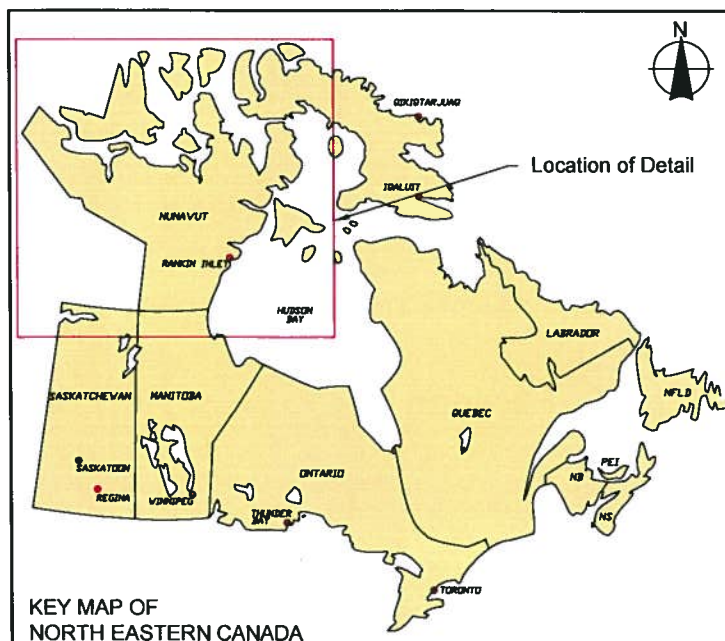 N
QIKIGTARJUAQ
Location of Detail
IQALUIT
NUNAVUT
RANKIN INLET
HUDSON
BAY
LABRADOR
SASKATCHEWAN
MANITOBA
NFLD
QUEBEC
PEI
SASKATOON
ONTARIO
NB
REGINA
WINNIPEG
THUNDER
BAY
NS
TORONTO
KEY MAP OF
NORTH EASTERN CANADA